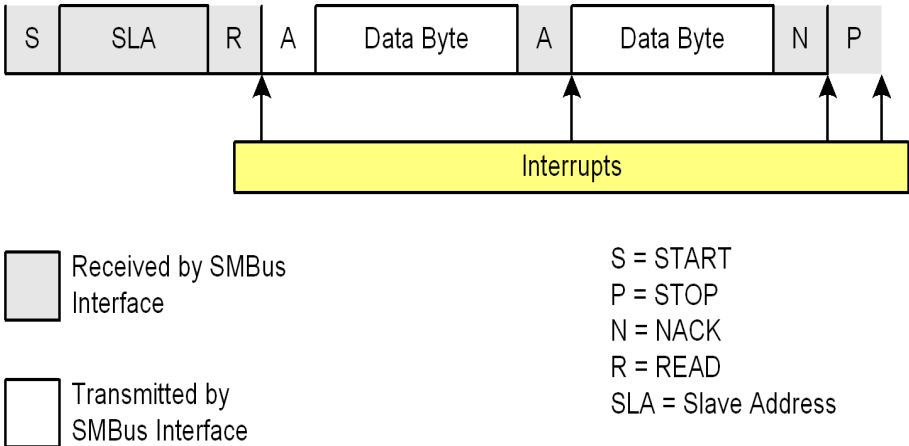 S SLA R A Data Byte A Data Byte N P
Interrupts
Received by SMBus
Interface
Transmitted by
SMBus Interface
S = START
P = STOP
N = NACK
R = READ
SLA = Slave Address